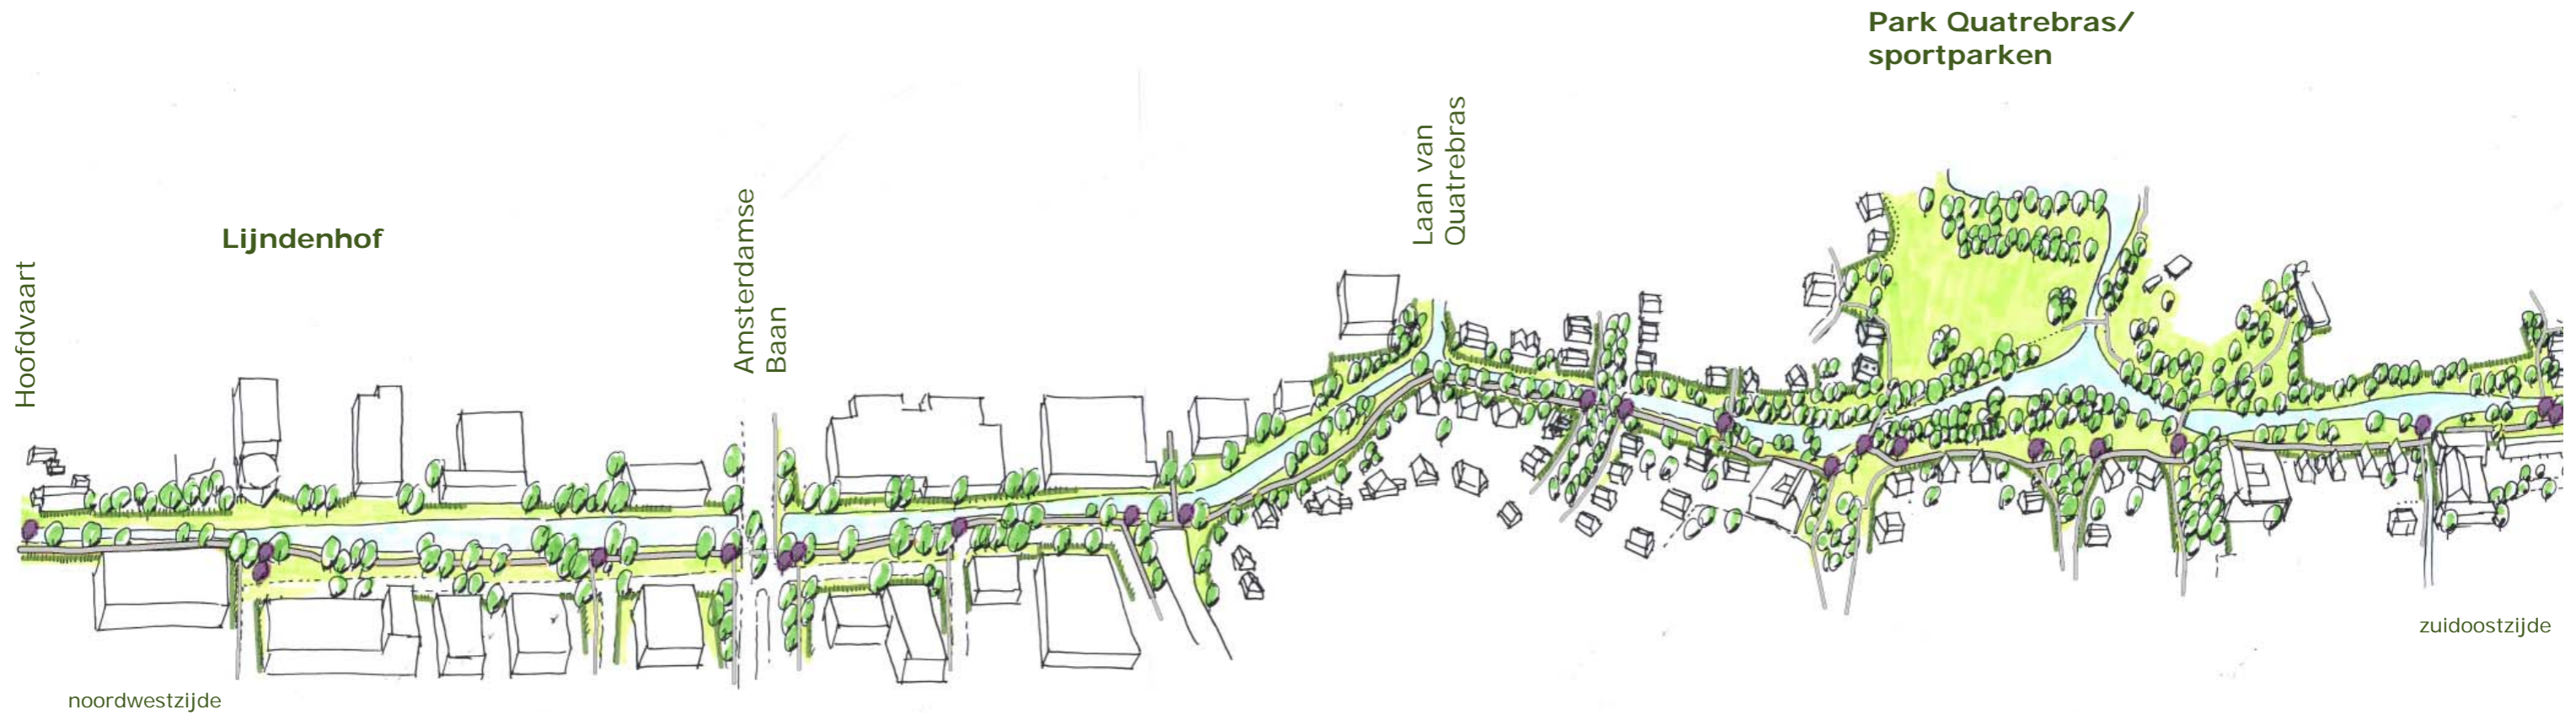 Park Quatrebras/
sportparken
Laan van
Quatrebras
Amsterdamse
Baan
Lijndenhof
Hoofdvaart
zuidoostzijde
noordwestzijde